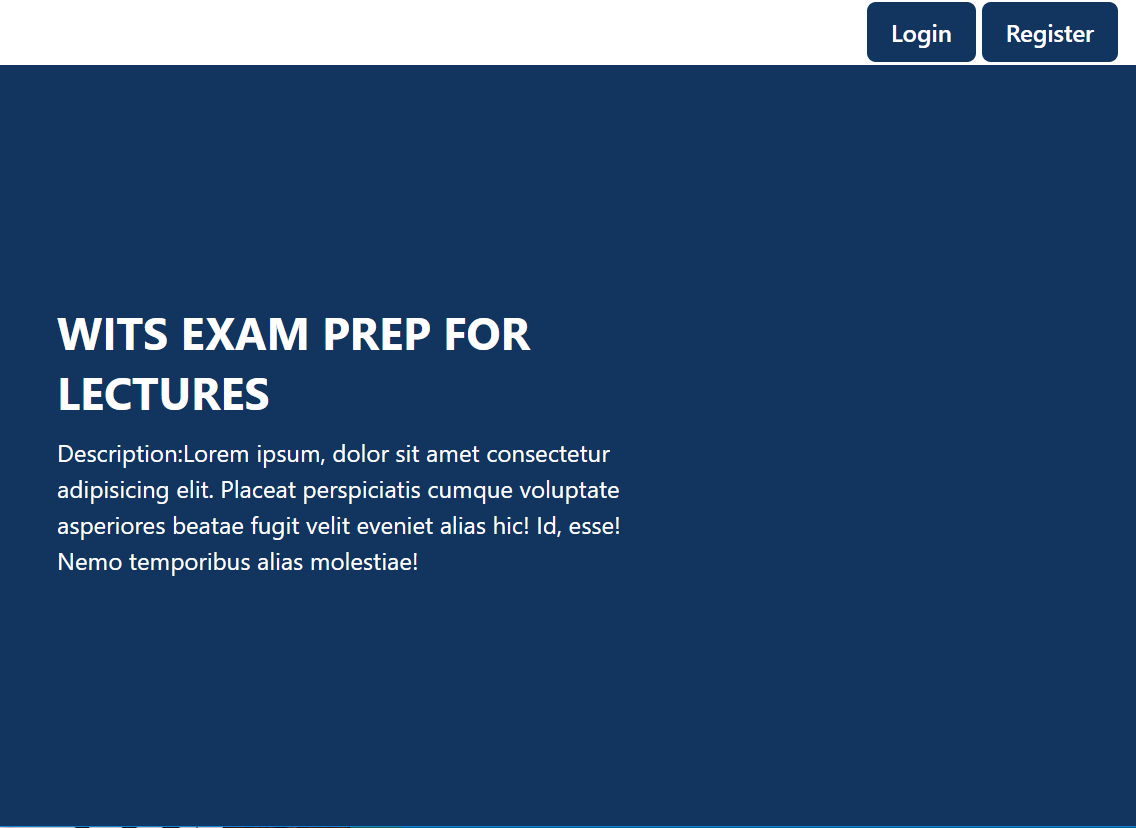 Login Register
WITS EXAM PREP FOR
LECTURES
Description:Lorem ipsum, dolor sit amet consectetur
adipisicing elit. Placeat perspiciatis cumque voluptate
asperiores beatae fugit velit eveniet alias hic! Id, esse!
Nemo temporibus alias molestiae!